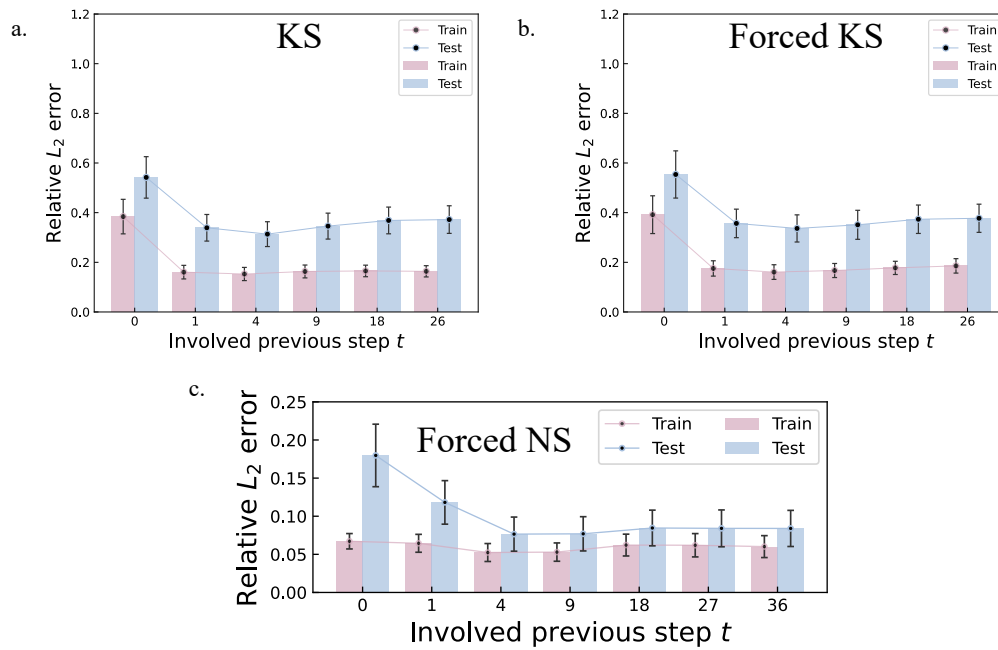 a.
KS
Train
Test
Train
Test
1.2
1.0
0.8
0.6
0.4
0.2
0.0
Relative L₂ error
0 1 4 9 18 26
Involved previous step t
b.
Forced KS
Train
Test
Train
Test
1.2
1.0
0.8
0.6
0.4
0.2
0.0
Relative L₂ error
0 1 4 9 18 26
Involved previous step t
c.
Forced NS
Train Train
Test Test
0.25
0.20
0.15
0.10
0.05
0.00
Relative L₂ error
0 1 4 9 18 27 36
Involved previous step t